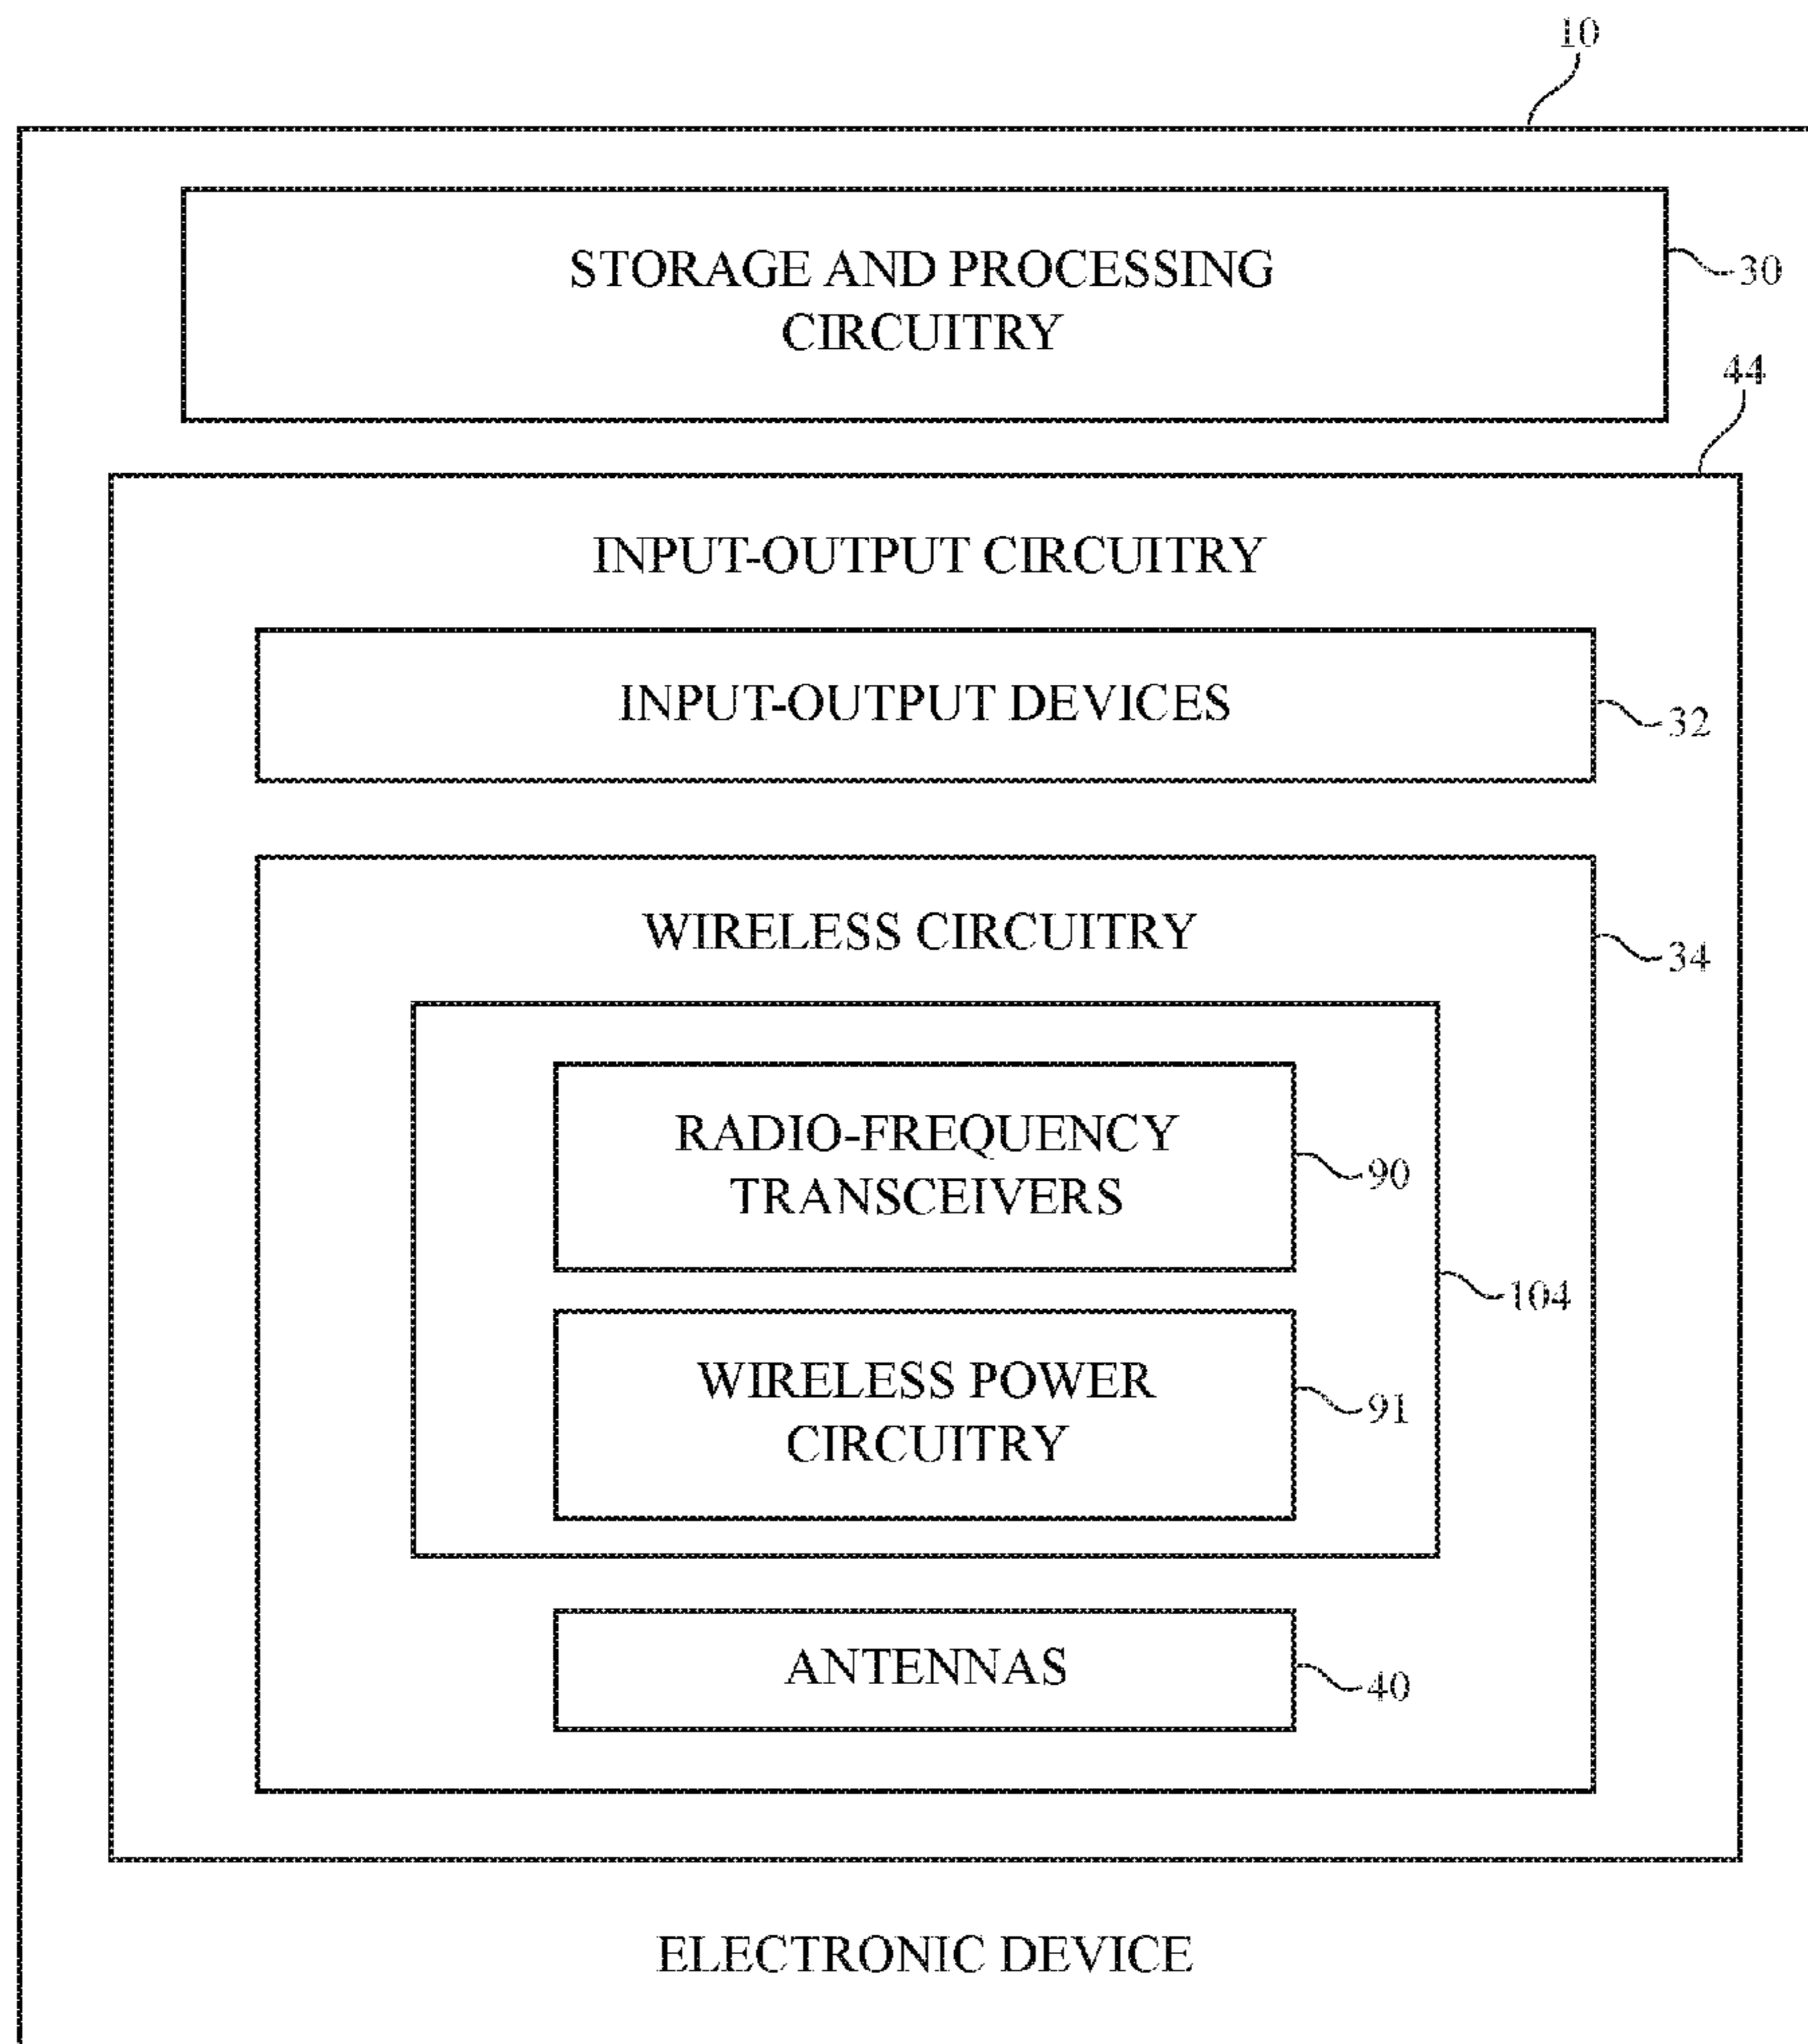 10
STORAGE AND PROCESSING
CIRCUITRY
30
44
INPUT-OUTPUT CIRCUITRY
INPUT-OUTPUT DEVICES
32
WIRELESS CIRCUITRY
34
RADIO-FREQUENCY
TRANSCEIVERS
90
104
WIRELESS POWER
CIRCUITRY
91
ANTENNAS
40
ELECTRONIC DEVICE